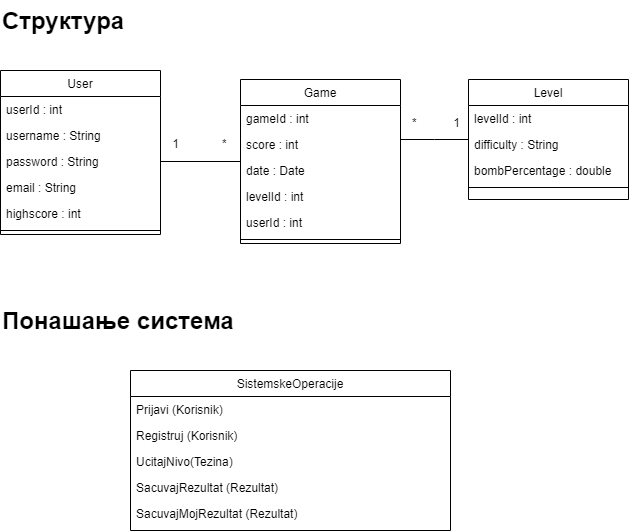 Структура
User
userId : int
username : String
password : String
email : String
highscore : int
1
*
Game
gameId : int
score : int
date : Date
levelId : int
userId : int
*
1
Level
levelId : int
difficulty : String
bombPercentage : double
Понашање система
SistemskeOperacije
Prijavi (Korisnik)
Registruj (Korisnik)
UcitajNivo(Tezina)
SacuvajRezultat (Rezultat)
SacuvajMojRezultat (Rezultat)